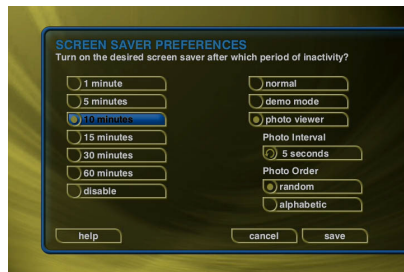 SCREEN SAVER PREFERENCES
Turn on the desired screen saver after which period of inactivity?
1 minute
5 minutes
10 minutes
15 minutes
30 minutes
60 minutes
disable
normal
demo mode
photo viewer
Photo Interval
5 seconds
Photo Order
random
alphabetic
help
cancel
save